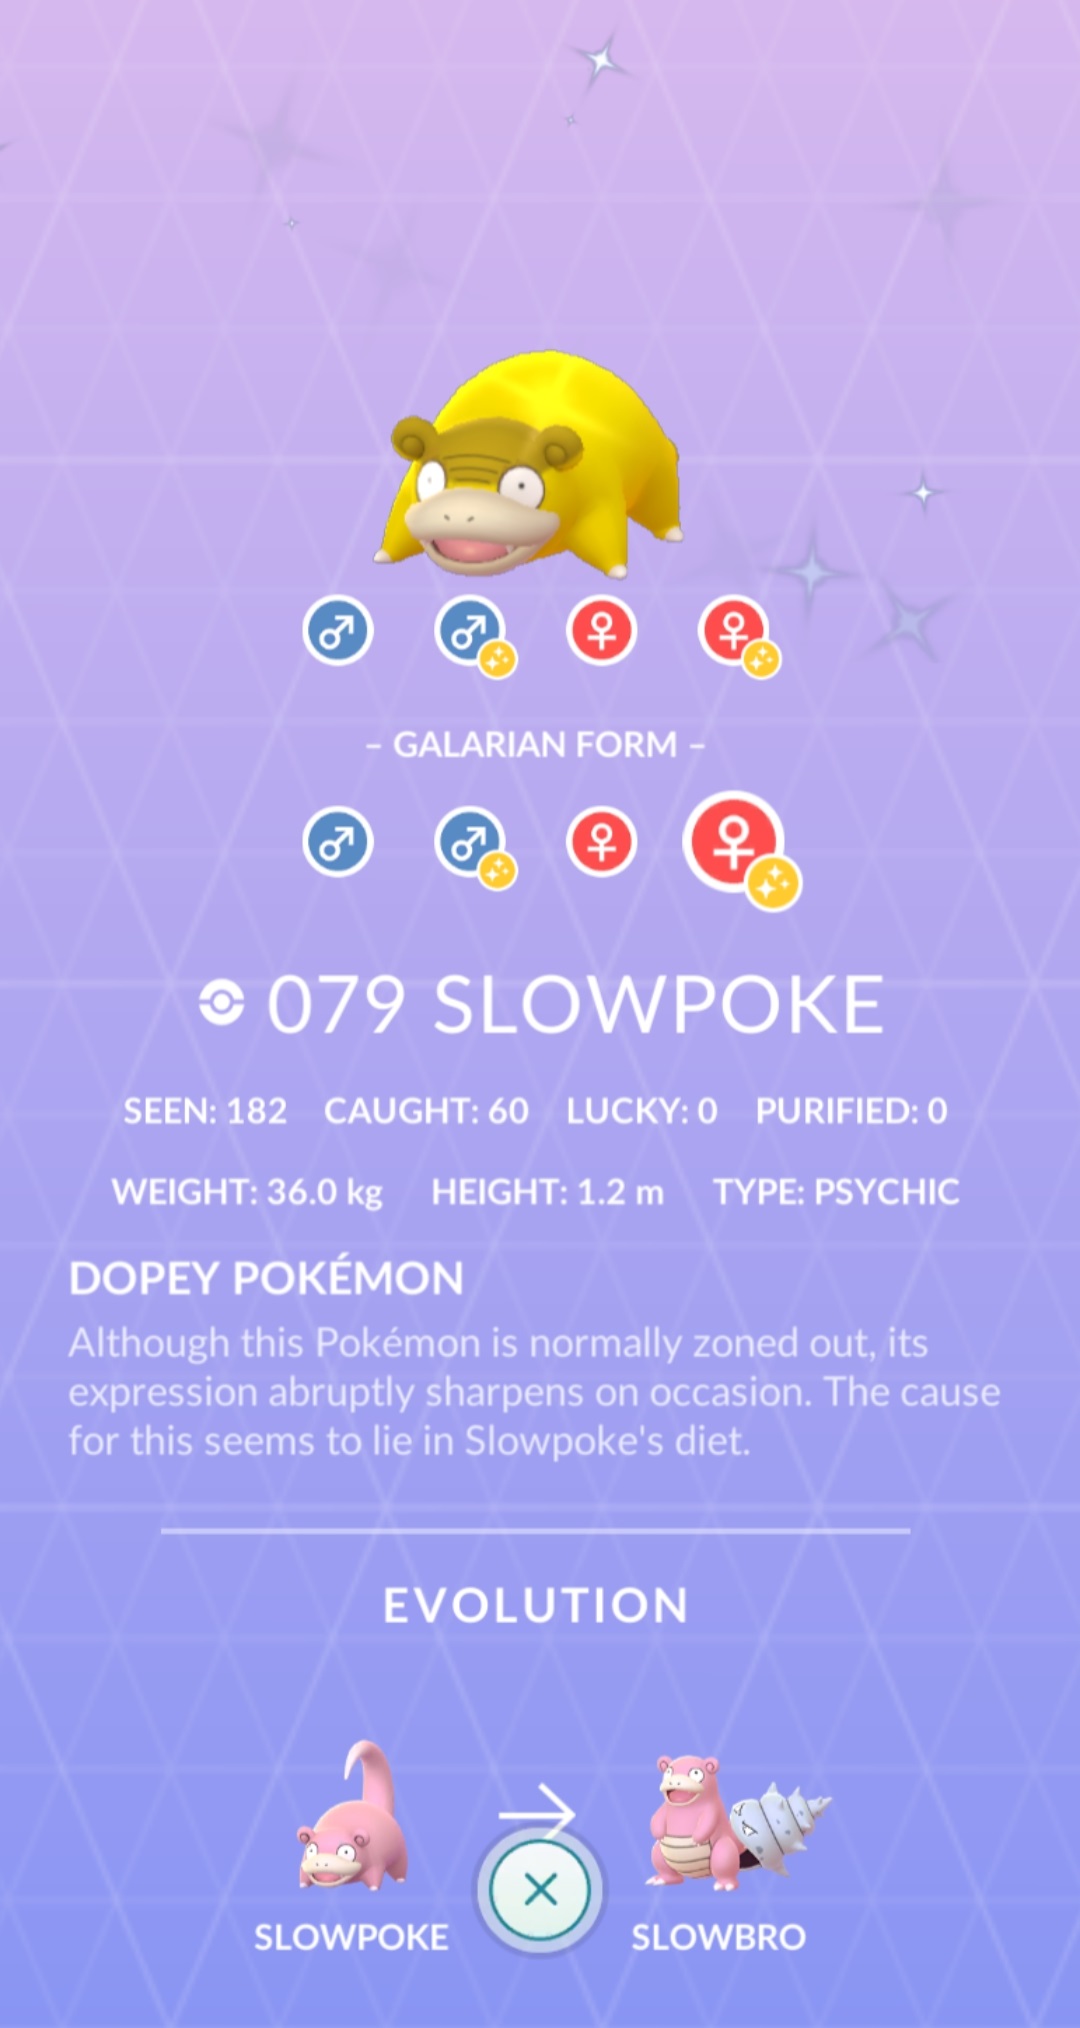 – GALARIAN FORM –
079 SLOWPOKE
SEEN: 182 CAUGHT: 60 LUCKY: 0 PURIFIED: 0
WEIGHT: 36.0 kg HEIGHT: 1.2 m TYPE: PSYCHIC
DOPEY POKÉMON
Although this Pokémon is normally zoned out, its
expression abruptly sharpens on occasion. The cause
for this seems to lie in Slowpoke's diet.
EVOLUTION
SLOWPOKE SLOWBRO